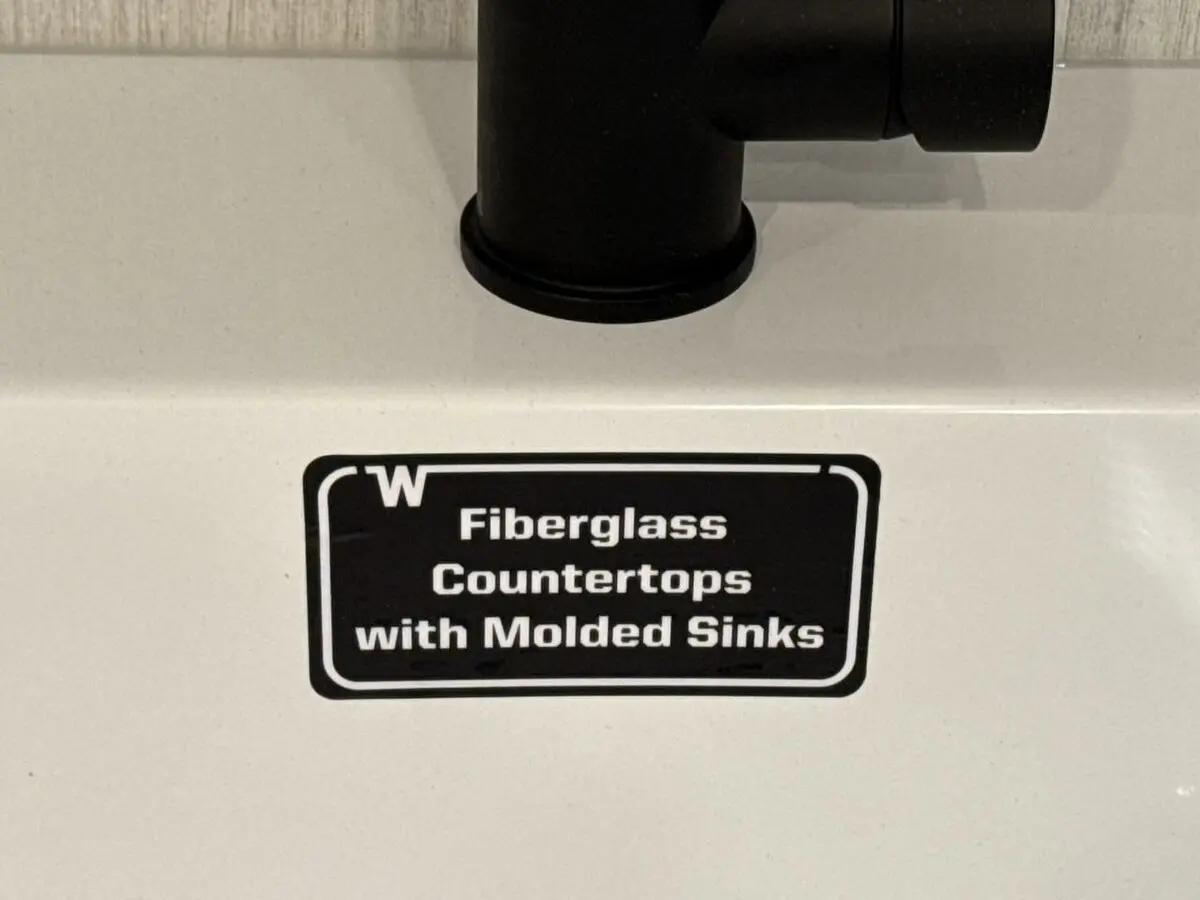 W
Fiberglass
Countertops
with Molded Sinks